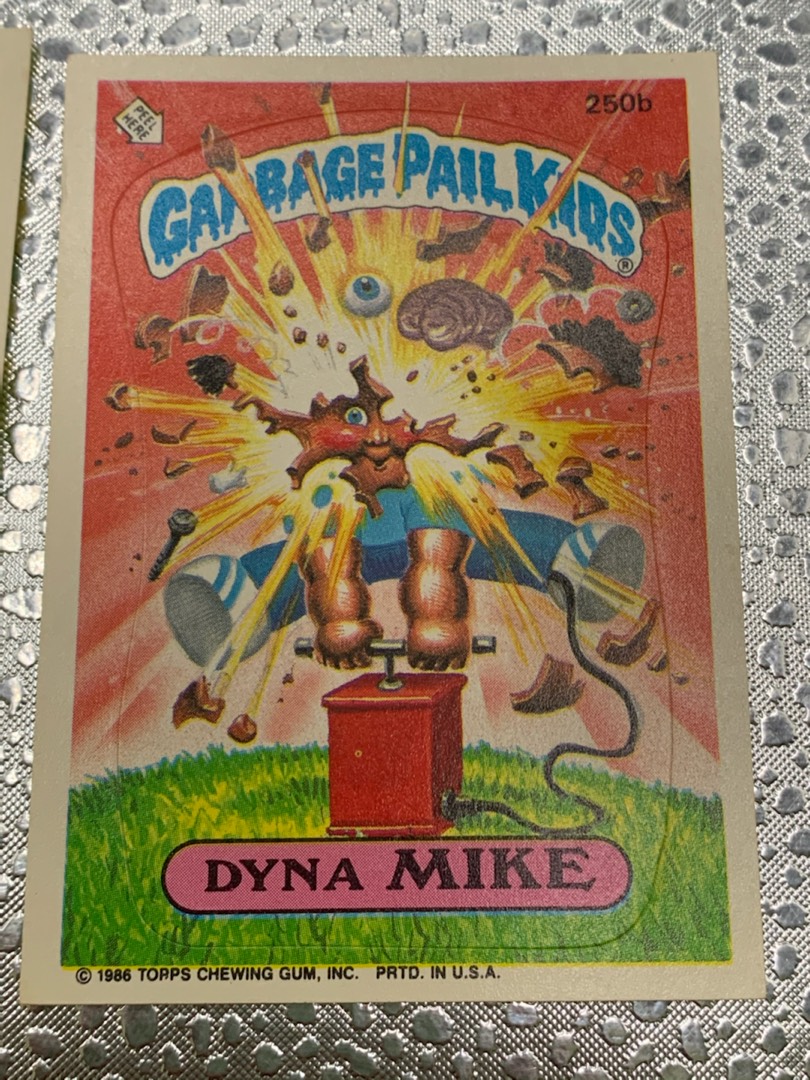 PEEL
HERE
250b
GARBAGE PAIL KIDS
®
DYNA MIKE
© 1986 TOPPS CHEWING GUM, INC. PRTD. IN U.S.A.